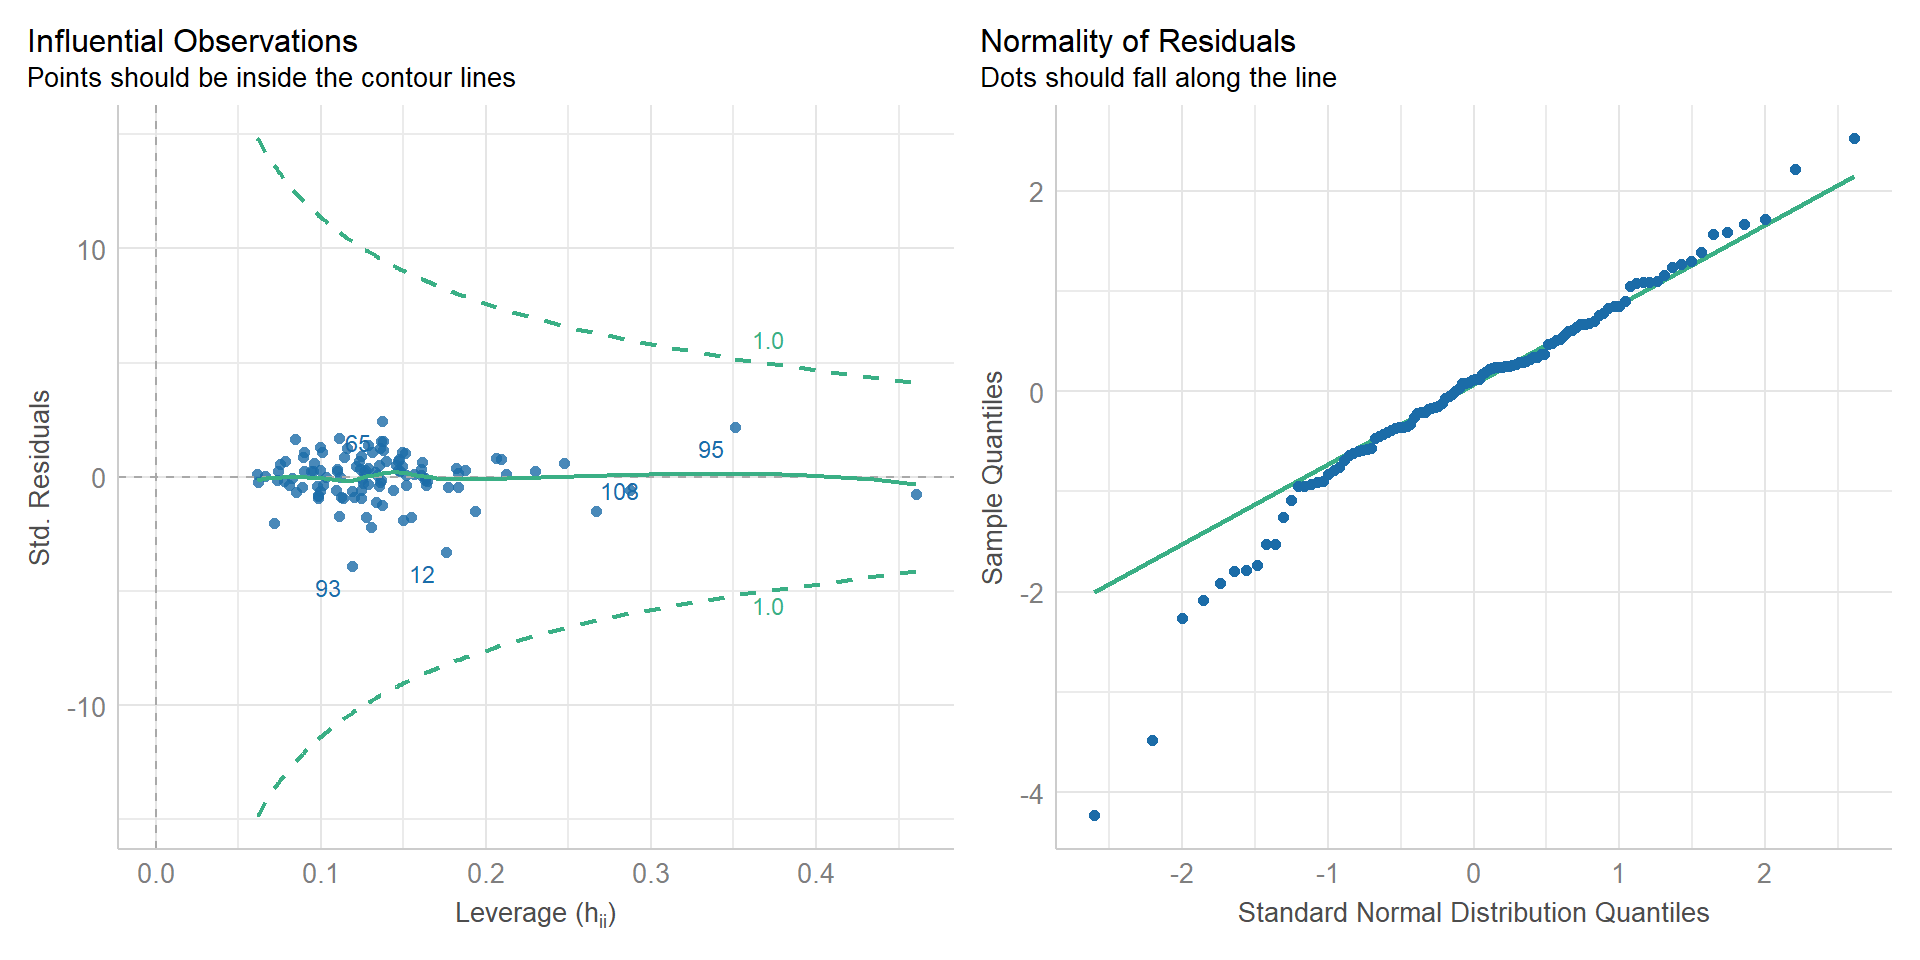 Influential Observations
Points should be inside the contour lines
Std. Residuals
10
0
-10
1.0
65
95
108
93
12
1.0
0.0 0.1 0.2 0.3 0.4
Leverage (hii)
Normality of Residuals
Dots should fall along the line
Sample Quantiles
2
0
-2
-4
-2 -1 0 1 2
Standard Normal Distribution Quantiles